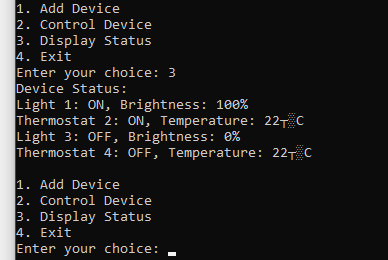 1. Add Device
2. Control Device
3. Display Status
4. Exit
Enter your choice: 3
Device Status:
Light 1: ON, Brightness: 100%
Thermostat 2: ON, Temperature: 22┬░C
Light 3: OFF, Brightness: 0%
Thermostat 4: OFF, Temperature: 22┬░C

1. Add Device
2. Control Device
3. Display Status
4. Exit
Enter your choice: